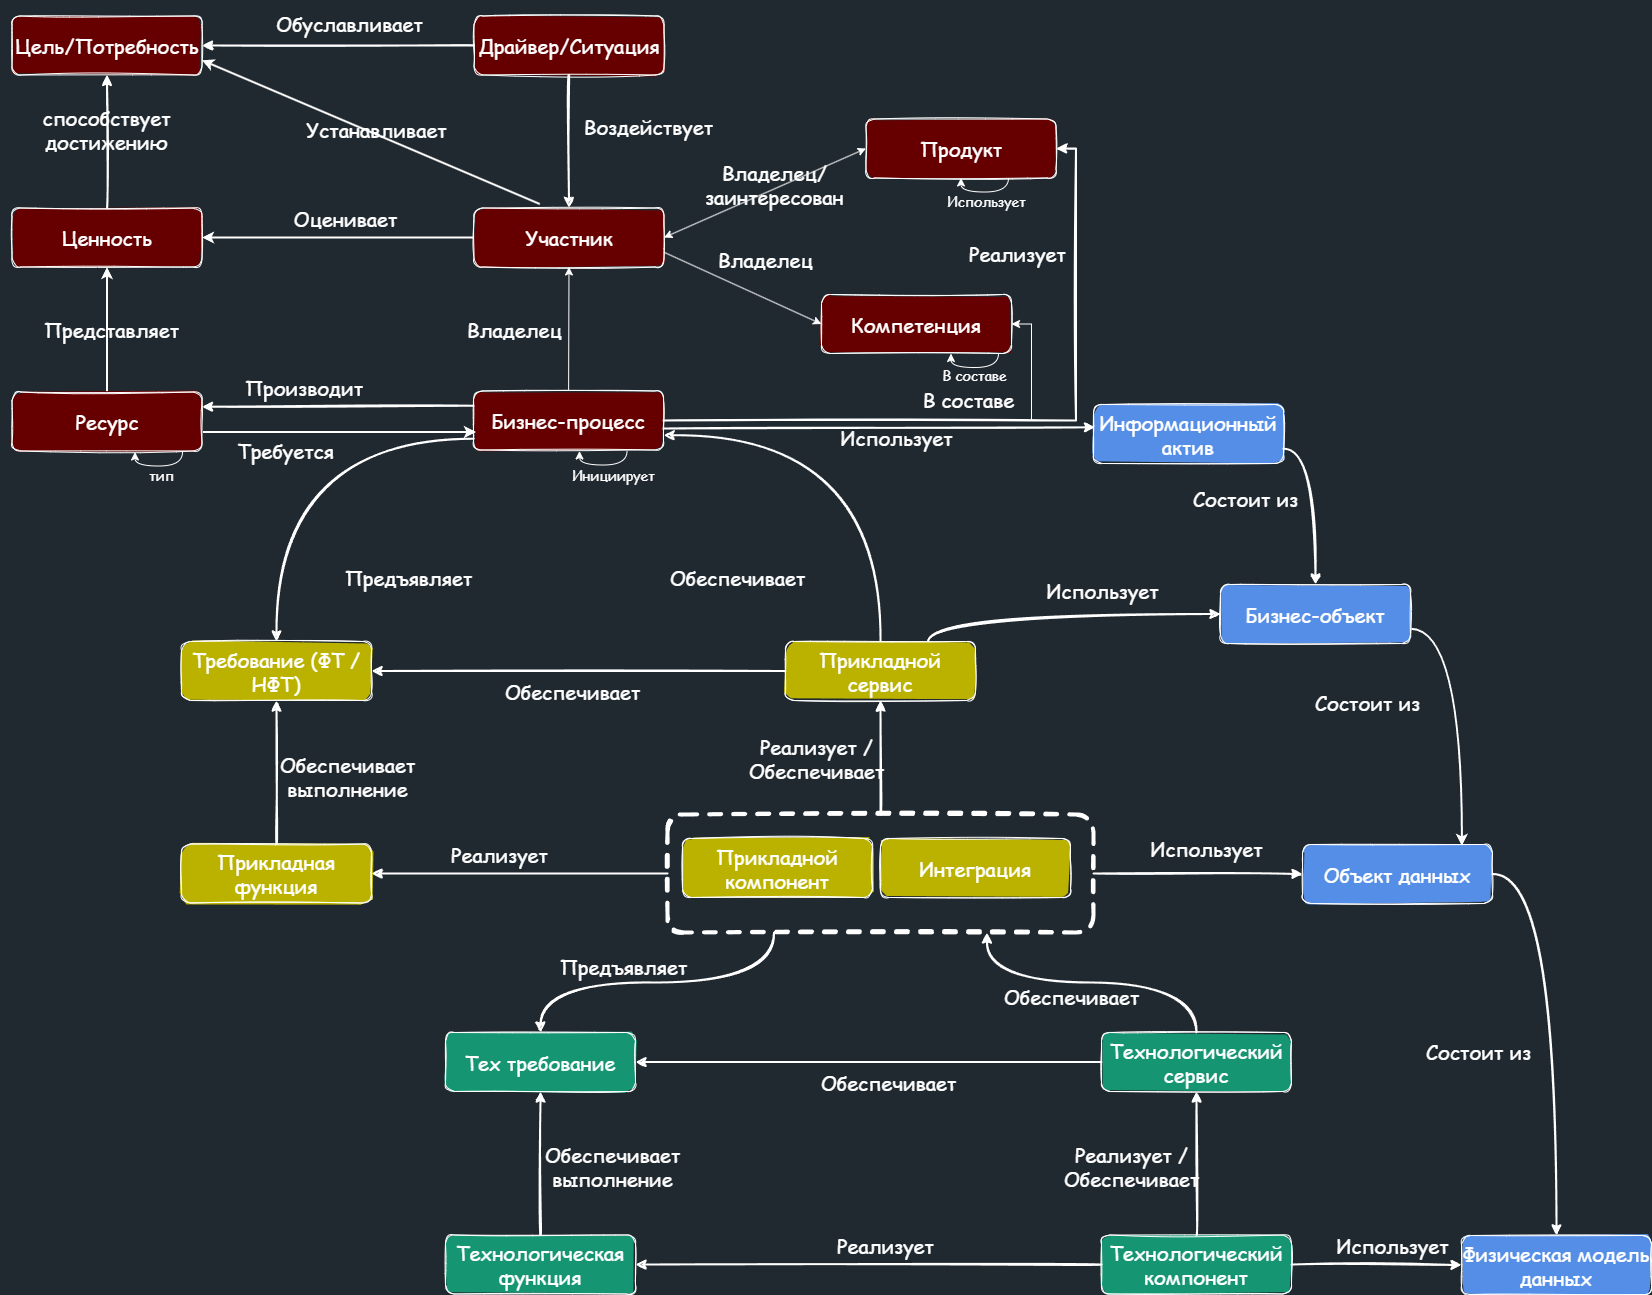 Обуславливает
Цель/Потребность
Драйвер/Ситуация
способствует
достижению
Устанавливает
Воздействует
Продукт
Владелец/
заинтересован
Использует
Ценность
Оценивает
Участник
Владелец
Реализует
Представляет
Владелец
Компетенция
В составе
Производит
В составе
Ресурс
Бизнес-процесс
Информационный
актив
Требуется
Использует
тип
Инициирует
Состоит из
Предъявляет
Обеспечивает
Использует
Бизнес-объект
Требование (ФТ /
НФТ)
Прикладной
сервис
Обеспечивает
Состоит из
Обеспечивает
выполнение
Реализует /
Обеспечивает
Прикладная
функция
Реализует
Прикладной
компонент
Интеграция
Использует
Объект данных
Предъявляет
Обеспечивает
Тех требование
Технологический
сервис
Обеспечивает
Состоит из
Обеспечивает
выполнение
Реализует /
Обеспечивает
Технологическая
функция
Реализует
Технологический
компонент
Использует
Физическая модель
данных